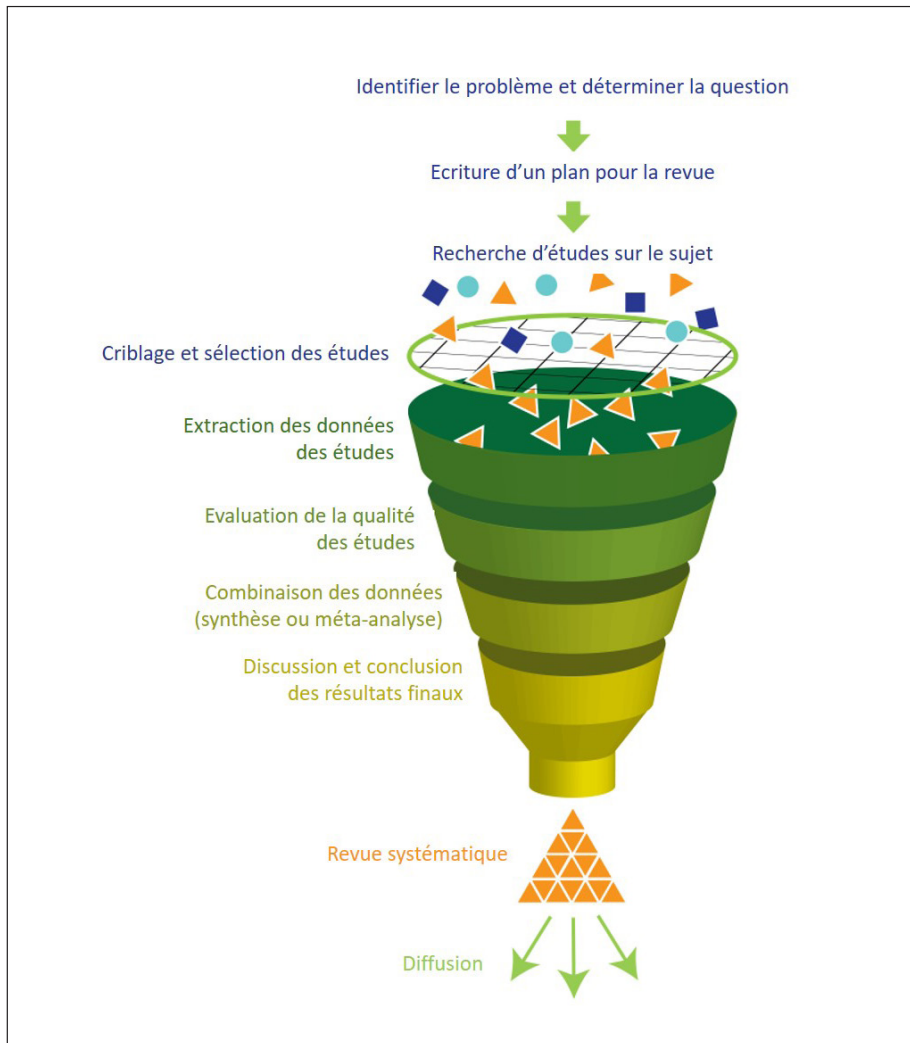 Identifier le problème et déterminer la question
Ecriture d'un plan pour la revue
Recherche d'études sur le sujet
Criblage et sélection des études
Extraction des données
des études
Evaluation de la qualité
des études
Combinaison des données
(synthèse ou méta-analyse)
Discussion et conclusion
des résultats finaux
Revue systématique
Diffusion